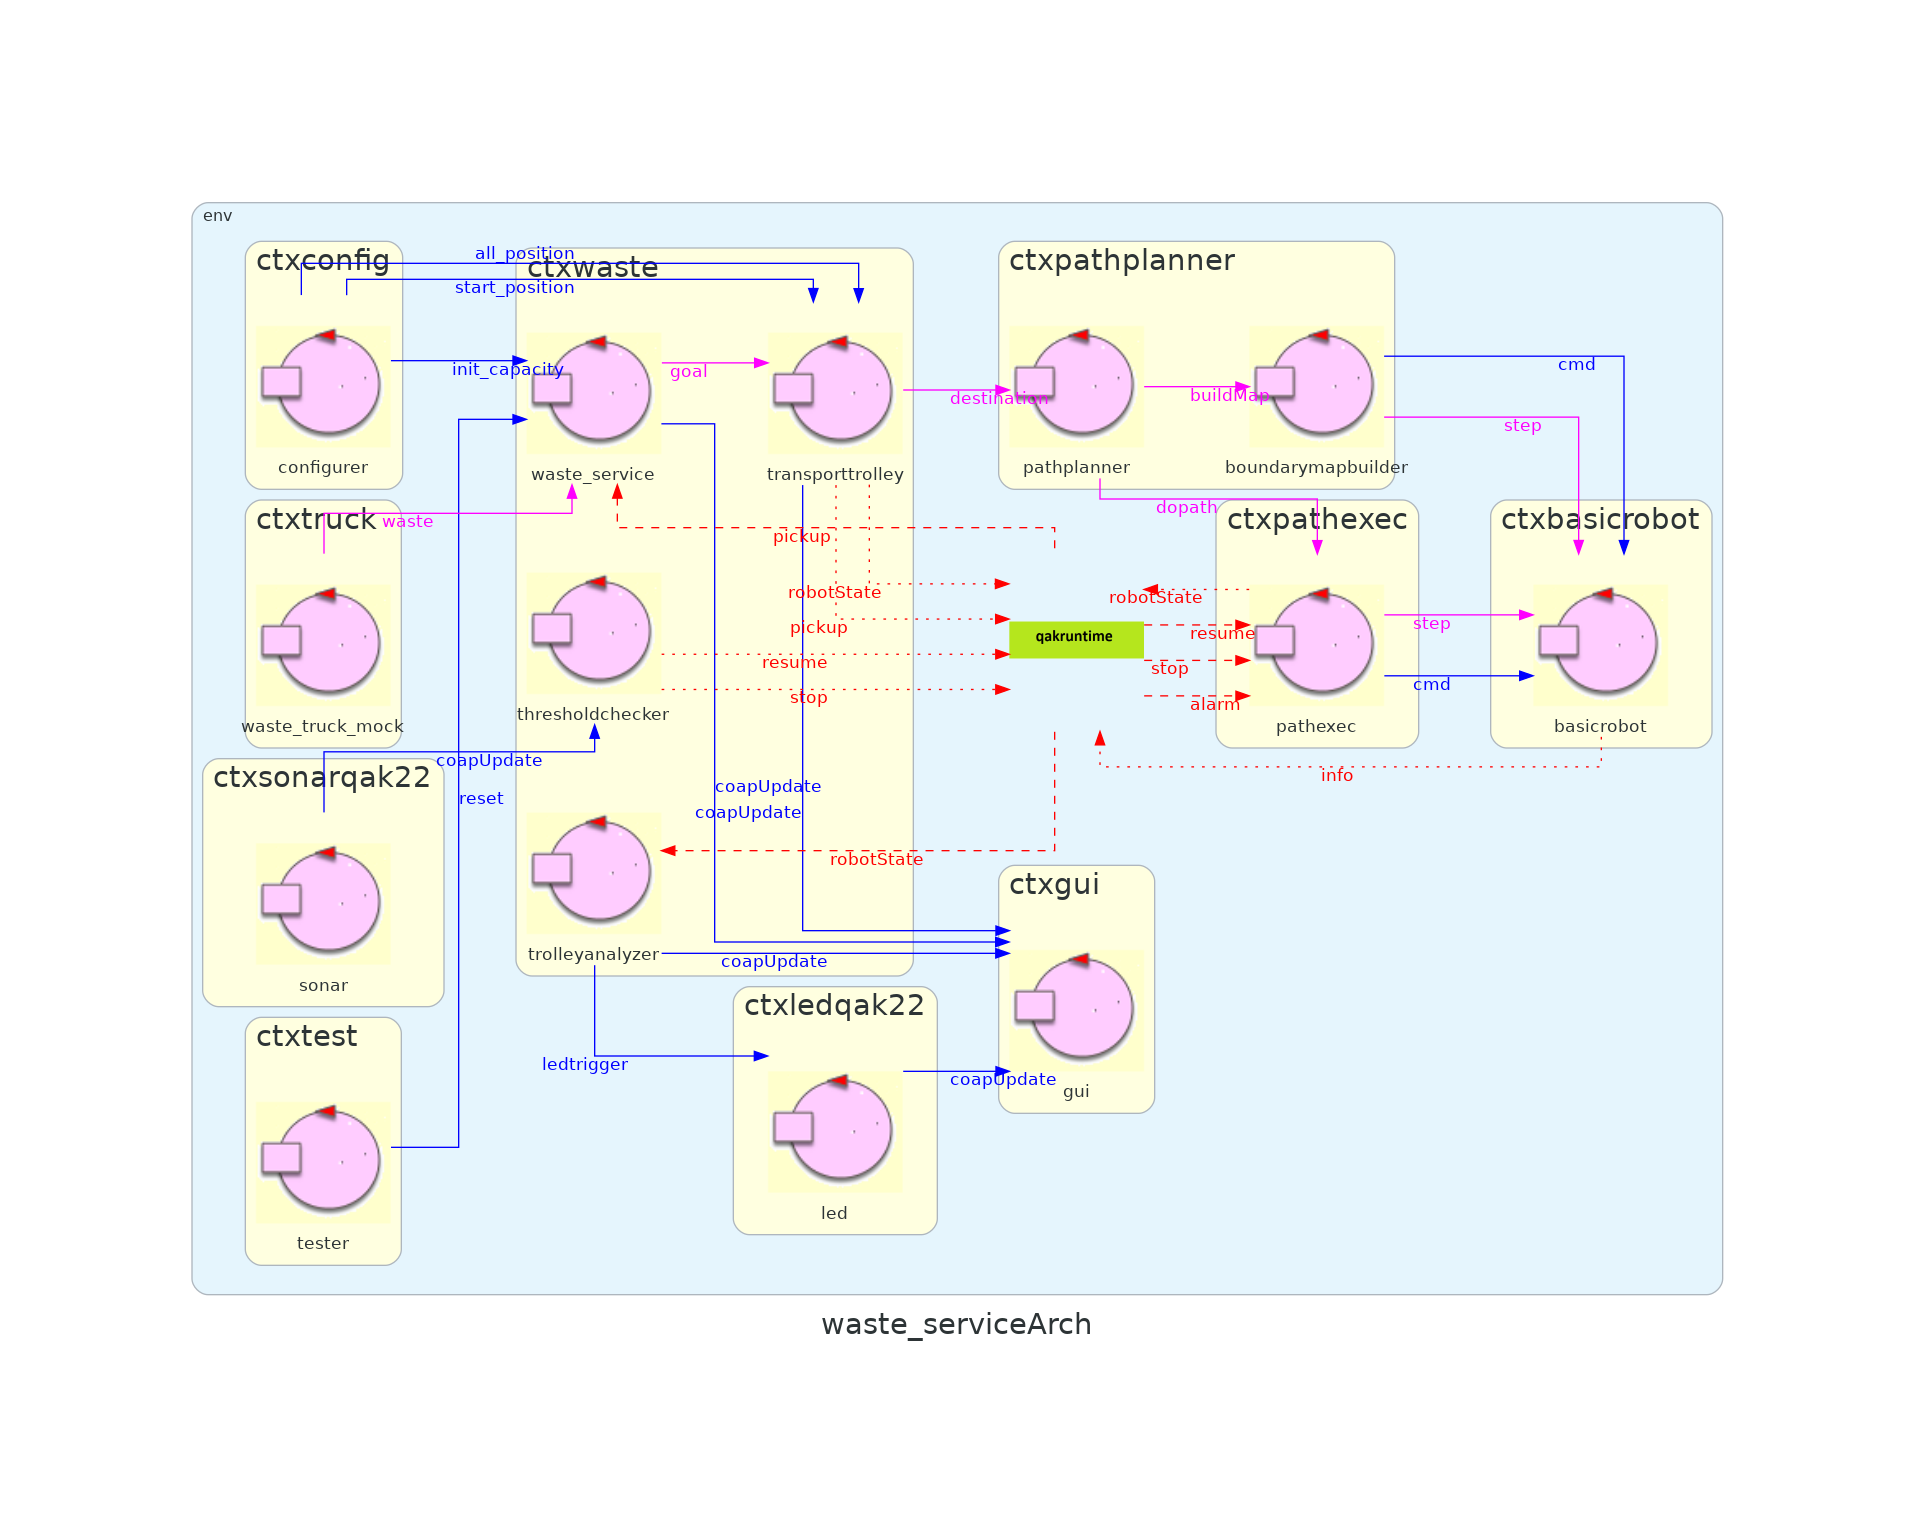 env
ctxconfig
all_position
start_position
init_capacity
configurer
ctxwaste
waste_service
goal
transporttrolley
destination
ctxpathplanner
pathplanner
buildMap
boundarymapbuilder
cmd
step
dopath
ctxtruck
waste
waste_truck_mock
pickup
robotState
pickup
resume
stop
thresholdchecker
qakruntime
robotState
resume
stop
alarm
ctxpathexec
pathexec
step
cmd
ctxbasicrobot
basicrobot
info
ctxsonarqak22
coapUpdate
reset
sonar
coapUpdate
coapUpdate
robotState
trolleyanalyzer
coapUpdate
ctxgui
gui
ctxtest
tester
ledtrigger
ctxledqak22
coapUpdate
led
waste_serviceArch